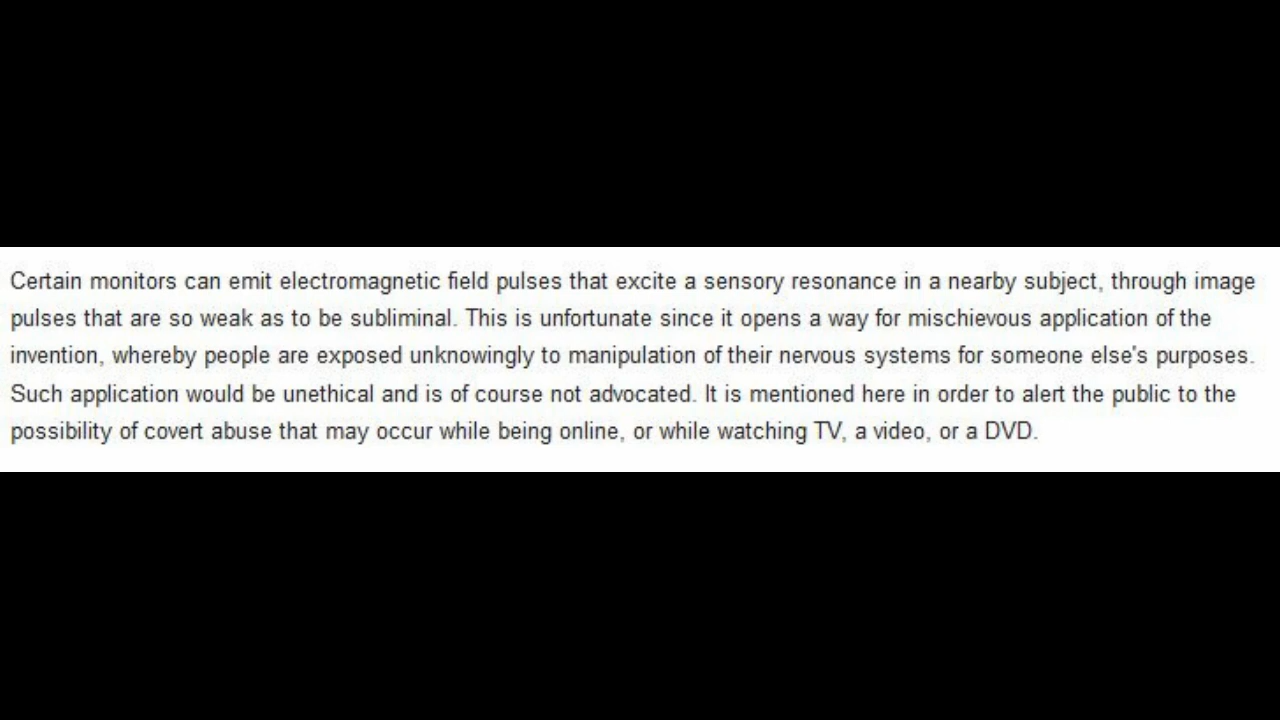 Certain monitors can emit electromagnetic field pulses that excite a sensory resonance in a nearby subject, through image
pulses that are so weak as to be subliminal. This is unfortunate since it opens a way for mischievous application of the
invention, whereby people are exposed unknowingly to manipulation of their nervous systems for someone else's purposes.
Such application would be unethical and is of course not advocated. It is mentioned here in order to alert the public to the
possibility of covert abuse that may occur while being online, or while watching TV, a video, or a DVD.